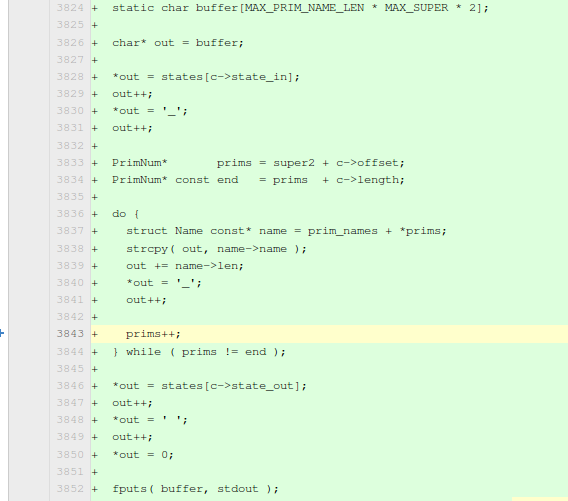 3824 + static char buffer[MAX_PRIM_NAME_LEN * MAX_SUPER * 2];
3825 +
3826 + char* out = buffer;
3827 +
3828 + *out = states[c->state_in];
3829 + out++;
3830 + *out = '_';
3831 + out++;
3832 +
3833 + PrimNum*       prims = super2 + c->offset;
3834 + PrimNum* const end   = prims  + c->length;
3835 +
3836 + do {
3837 +   struct Name const* name = prim_names + *prims;
3838 +   strcpy( out, name->name );
3839 +   out += name->len;
3840 +   *out = '_';
3841 +   out++;
3842 +
3843 +   prims++;
3844 + } while ( prims != end );
3845 +
3846 + *out = states[c->state_out];
3847 + out++;
3848 + *out = ' ';
3849 + out++;
3850 + *out = 0;
3851 +
3852 + fputs( buffer, stdout );